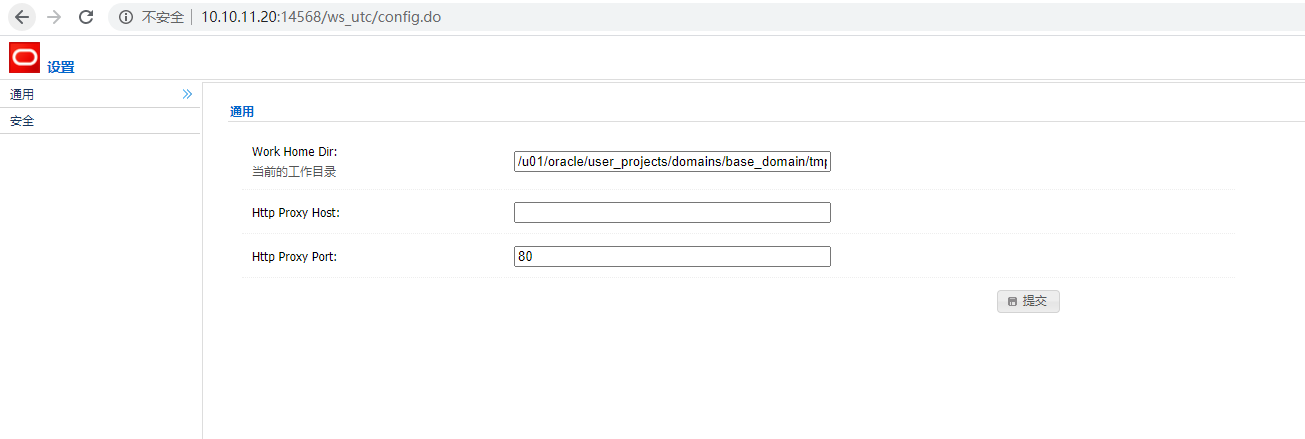 不安全 10.10.11.20:14568/ws_utc/config.do
设置
通用
安全
通用
Work Home Dir:
当前的工作目录
/u01/oracle/user_projects/domains/base_domain/tmp
Http Proxy Host:
Http Proxy Port:
80
提交